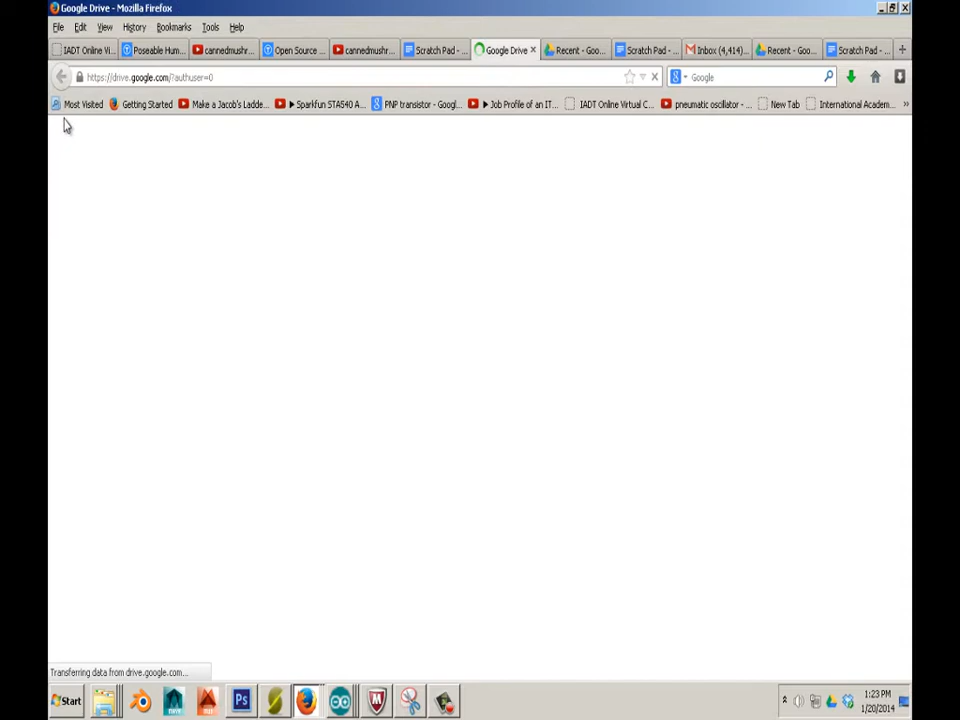 Google Drive - Mozilla Firefox
File Edit View History Bookmarks Tools Help
IADT Online Vi... Poseable Hum... cannedmushr... Open Source ... cannedmushr... Scratch Pad - ... Google Drive Recent - Goo... Scratch Pad - ... Inbox (4,414)... Recent - Goo... Scratch Pad - ...
https://drive.google.com/?authuser=0 Google
Most Visited Getting Started Make a Jacob's Ladde... Sparkfun STA540 A... PNP transistor - Googl... Job Profile of an IT... IADT Online Virtual C... pneumatic oscillator - ... New Tab International Academ... »
Transferring data from drive.google.com...
Start Ps 1:23 PM
1/20/2014